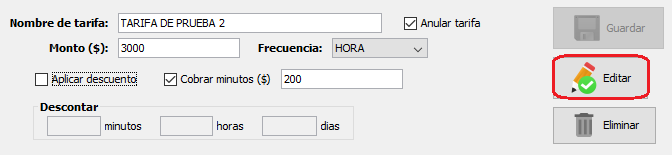 Nombre de tarifa: TARIFA DE PRUEBA 2 Anular tarifa Guardar
Monto ($): 3000 Frecuencia: HORA
Aplicar descuento Cobrar minutos ($) 200 Editar
Descontar
minutos horas dias Eliminar